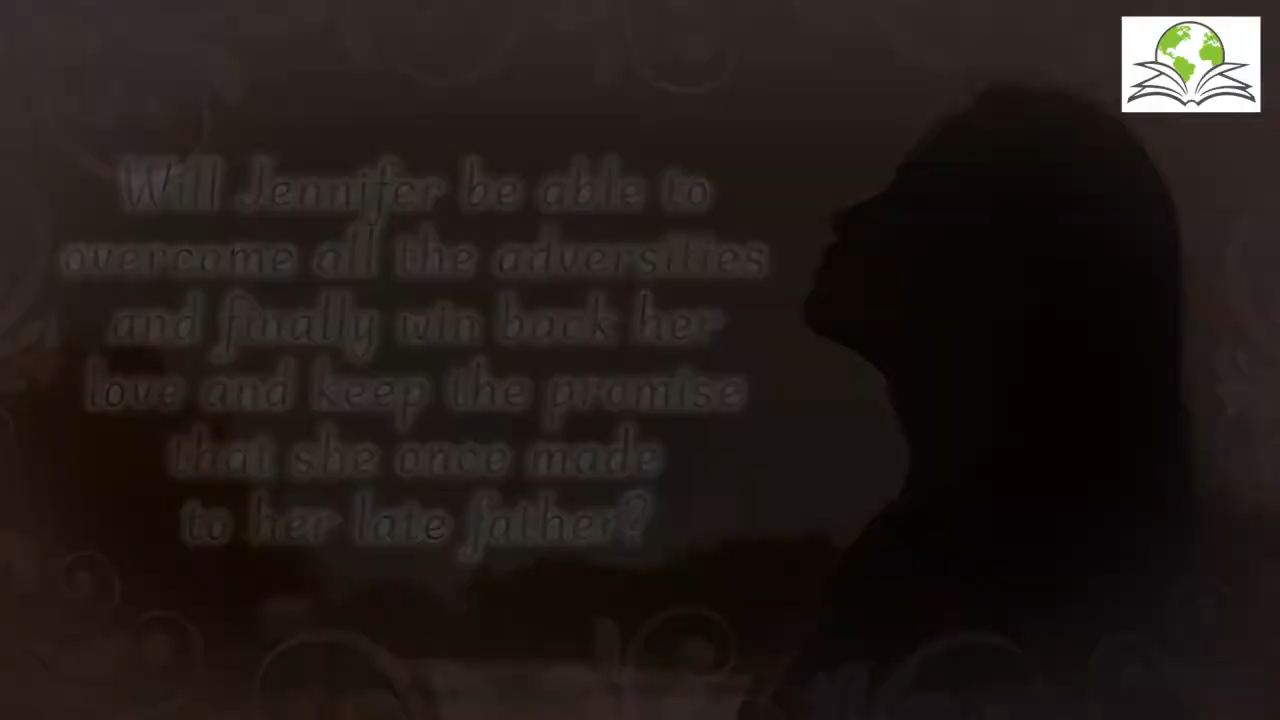 Will Jennifer be able to
overcome all the adversities
and finally win back her
love and keep the promise
that she once made
to her late father?